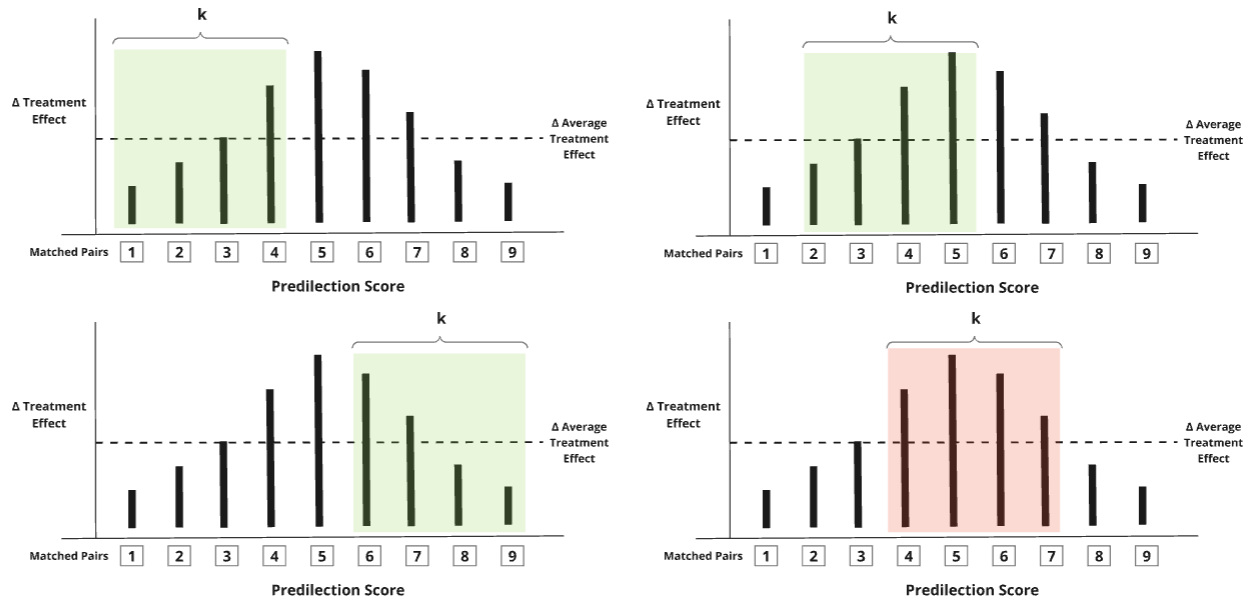 k
Δ Treatment
Effect
Δ Average
Treatment
Effect
Matched Pairs 1 2 3 4 5 6 7 8 9
Predilection Score
k
Δ Treatment
Effect
Δ Average
Treatment
Effect
Matched Pairs 1 2 3 4 5 6 7 8 9
Predilection Score
k
Δ Treatment
Effect
Δ Average
Treatment
Effect
Matched Pairs 1 2 3 4 5 6 7 8 9
Predilection Score
k
Δ Treatment
Effect
Δ Average
Treatment
Effect
Matched Pairs 1 2 3 4 5 6 7 8 9
Predilection Score